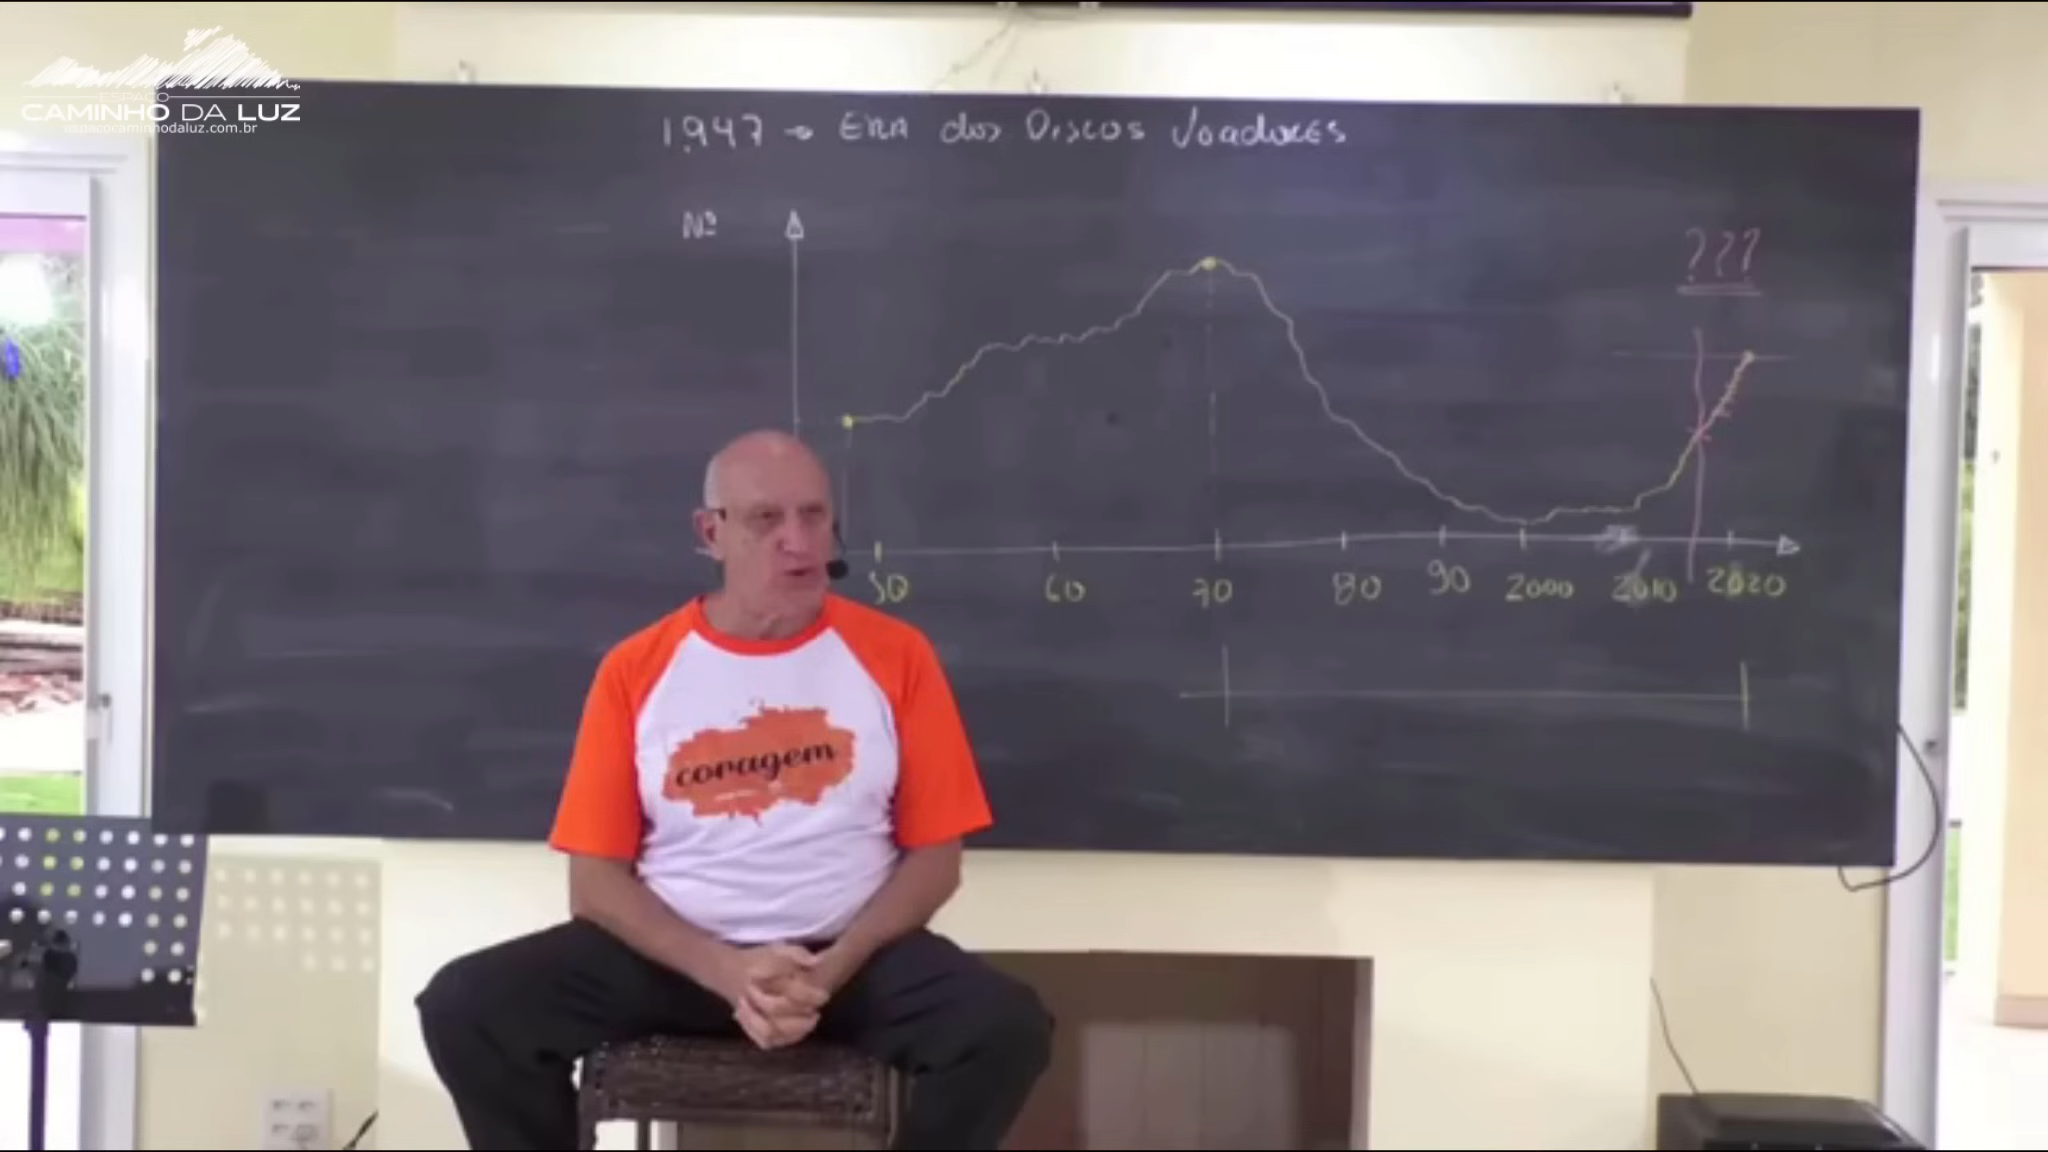 ESPAÇO
CAMINHO DA LUZ
espacocaminhodaluz.com.br
1947 → ERA dos Discos Voadores
Nº
???
50 60 70 80 90 2000 2010 2020
coragem